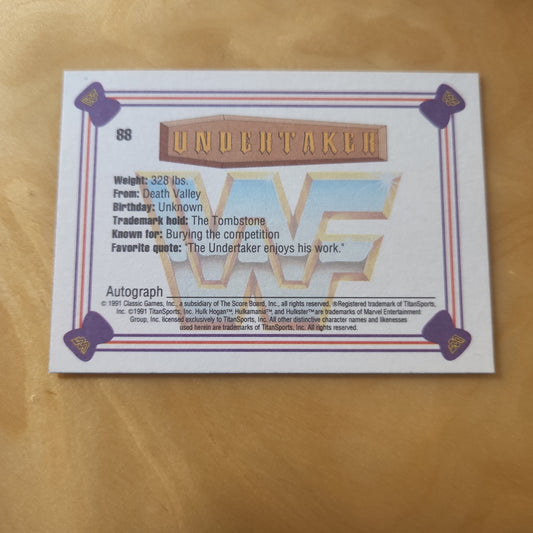 88
UNDERTAKER
Weight: 328 lbs.
From: Death Valley
Birthday: Unknown
Trademark hold: The Tombstone
Known for: Burying the competition
Favorite quote: "The Undertaker enjoys his work."
WF
Autograph
© 1991 Classic Games, Inc., a subsidiary of The Score Board, Inc., all rights reserved, ®Registered trademark of TitanSports,
Inc. ©1991 TitanSports, Inc. Hulk Hogan™, Hulkamania™, and Hulkster™ are trademarks of Marvel Entertainment
Group, Inc. licensed exclusively to TitanSports, Inc. All other distinctive character names and likenesses
used herein are trademarks of TitanSports, Inc. All rights reserved.